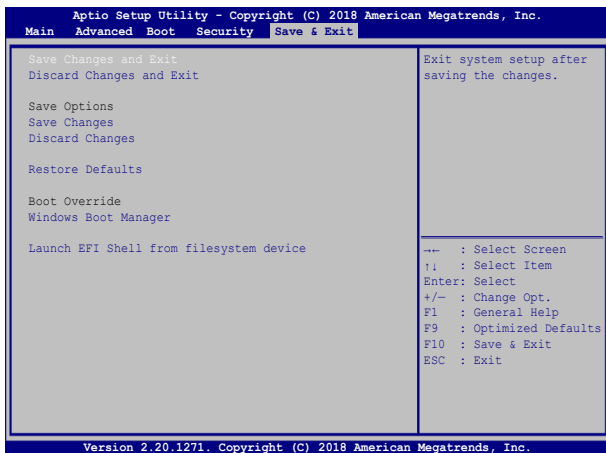 Aptio Setup Utility - Copyright (C) 2018 American Megatrends, Inc.
Main Advanced Boot Security Save & Exit
Save Changes and Exit
Discard Changes and Exit
Save Options
Save Changes
Discard Changes
Restore Defaults
Boot Override
Windows Boot Manager
Launch EFI Shell from filesystem device
Exit system setup after
saving the changes.
→← : Select Screen
↑↓ : Select Item
Enter: Select
+/— : Change Opt.
F1 : General Help
F9 : Optimized Defaults
F10 : Save & Exit
ESC : Exit
Version 2.20.1271. Copyright (C) 2018 American Megatrends, Inc.